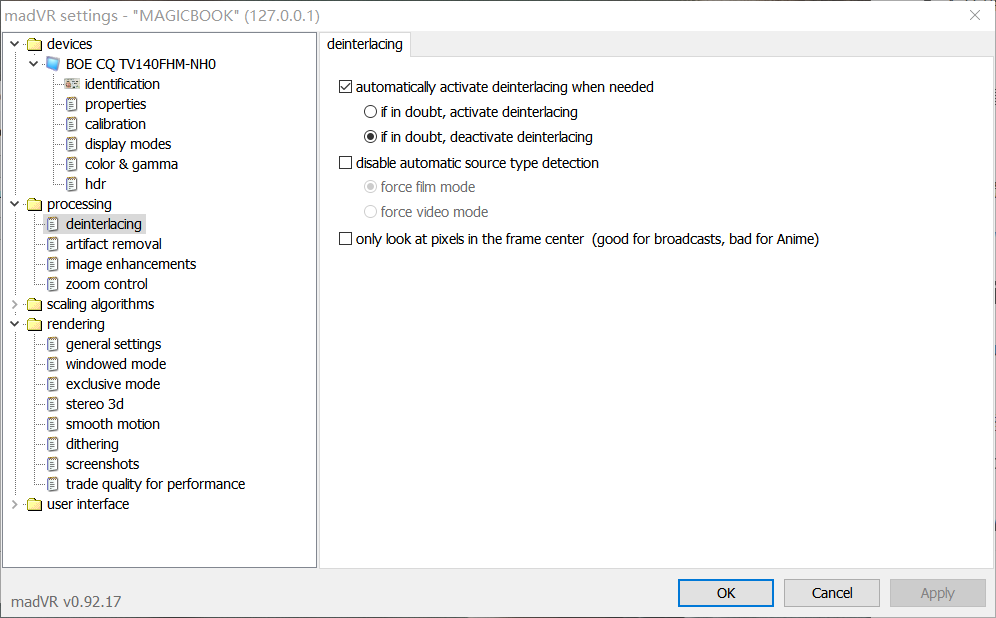 madVR settings - "MAGICBOOK" (127.0.0.1)
devices
BOE CQ TV140FHM-NH0
identification
properties
calibration
display modes
color & gamma
hdr
processing
deinterlacing
artifact removal
image enhancements
zoom control
scaling algorithms
rendering
general settings
windowed mode
exclusive mode
stereo 3d
smooth motion
dithering
screenshots
trade quality for performance
user interface
deinterlacing
automatically activate deinterlacing when needed
if in doubt, activate deinterlacing
if in doubt, deactivate deinterlacing
disable automatic source type detection
force film mode
force video mode
only look at pixels in the frame center  (good for broadcasts, bad for Anime)
madVR v0.92.17
OK
Cancel
Apply